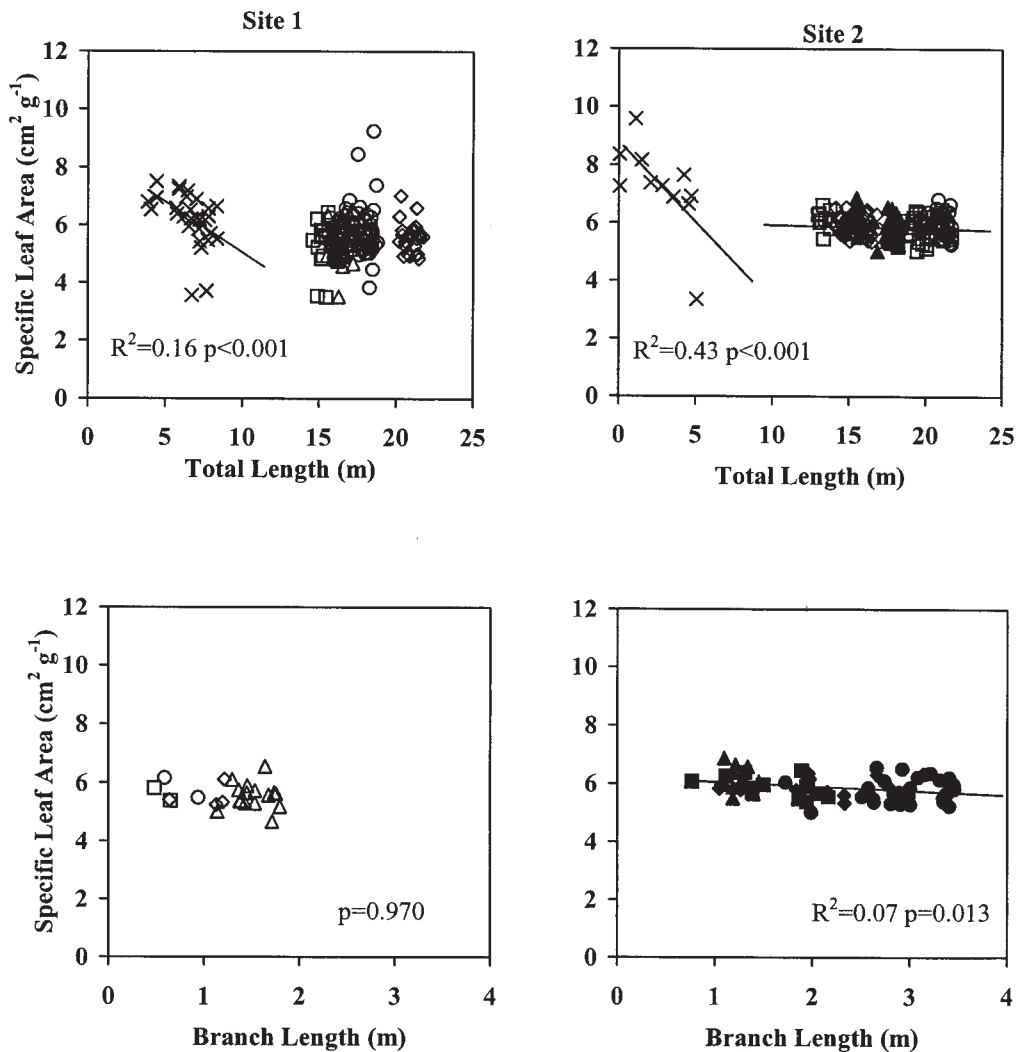 Site 1
Site 2
Specific Leaf Area (cm² g⁻¹)
12
10
8
6
4
2
0
R²=0.16 p<0.001
0 5 10 15 20 25
Total Length (m)
12
10
8
6
4
2
0
R²=0.43 p<0.001
0 5 10 15 20 25
Total Length (m)
Specific Leaf Area (cm² g⁻¹)
12
10
8
6
4
2
0
p=0.970
0 1 2 3 4
Branch Length (m)
12
10
8
6
4
2
0
R²=0.07 p=0.013
0 1 2 3 4
Branch Length (m)